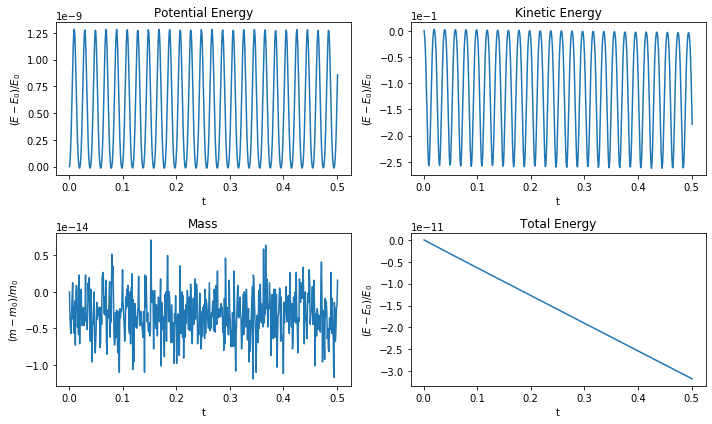 Potential Energy
1e−9
(E − E₀)/E₀
1.25
1.00
0.75
0.50
0.25
0.00
0.0 0.1 0.2 0.3 0.4 0.5
t
Kinetic Energy
1e−1
(E − E₀)/E₀
0.0
−0.5
−1.0
−1.5
−2.0
−2.5
0.0 0.1 0.2 0.3 0.4 0.5
t
Mass
1e−14
(m − m₀)/m₀
0.5
0.0
−0.5
−1.0
0.0 0.1 0.2 0.3 0.4 0.5
t
Total Energy
1e−11
(E − E₀)/E₀
0.0
−0.5
−1.0
−1.5
−2.0
−2.5
−3.0
0.0 0.1 0.2 0.3 0.4 0.5
t